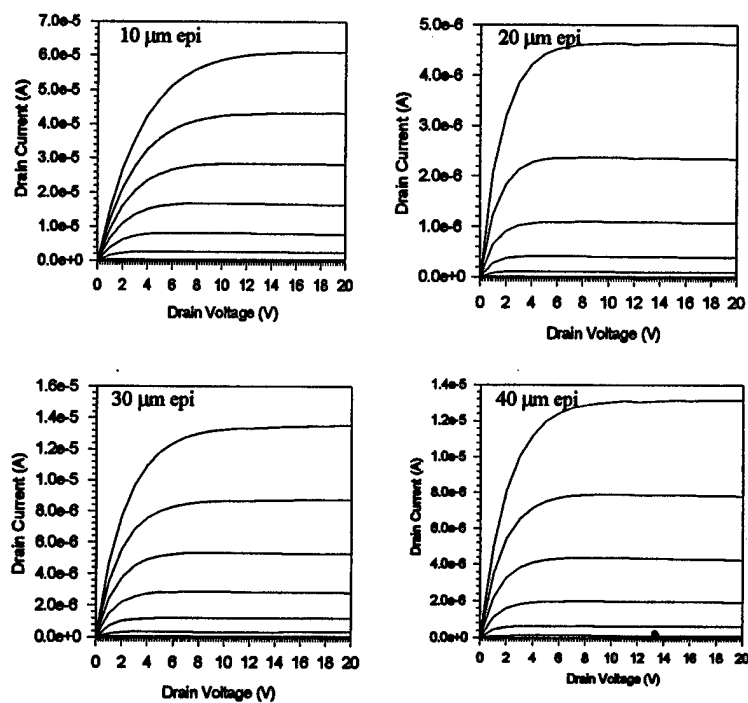 10 μm epi
7.0e-5
6.0e-5
5.0e-5
4.0e-5
3.0e-5
2.0e-5
1.0e-5
0.0e+0
Drain Current (A)
0 2 4 6 8 10 12 14 16 18 20
Drain Voltage (V)
20 μm epi
5.0e-6
4.0e-6
3.0e-6
2.0e-6
1.0e-6
0.0e+0
Drain Current (A)
0 2 4 6 8 10 12 14 16 18 20
Drain Voltage (V)
30 μm epi
1.6e-5
1.4e-5
1.2e-5
1.0e-5
8.0e-6
6.0e-6
4.0e-6
2.0e-6
0.0e+0
Drain Current (A)
0 2 4 6 8 10 12 14 16 18 20
Drain Voltage (V)
40 μm epi
1.4e-5
1.2e-5
1.0e-5
8.0e-6
6.0e-6
4.0e-6
2.0e-6
0.0e+0
Drain Current (A)
0 2 4 6 8 10 12 14 16 18 20
Drain Voltage (V)